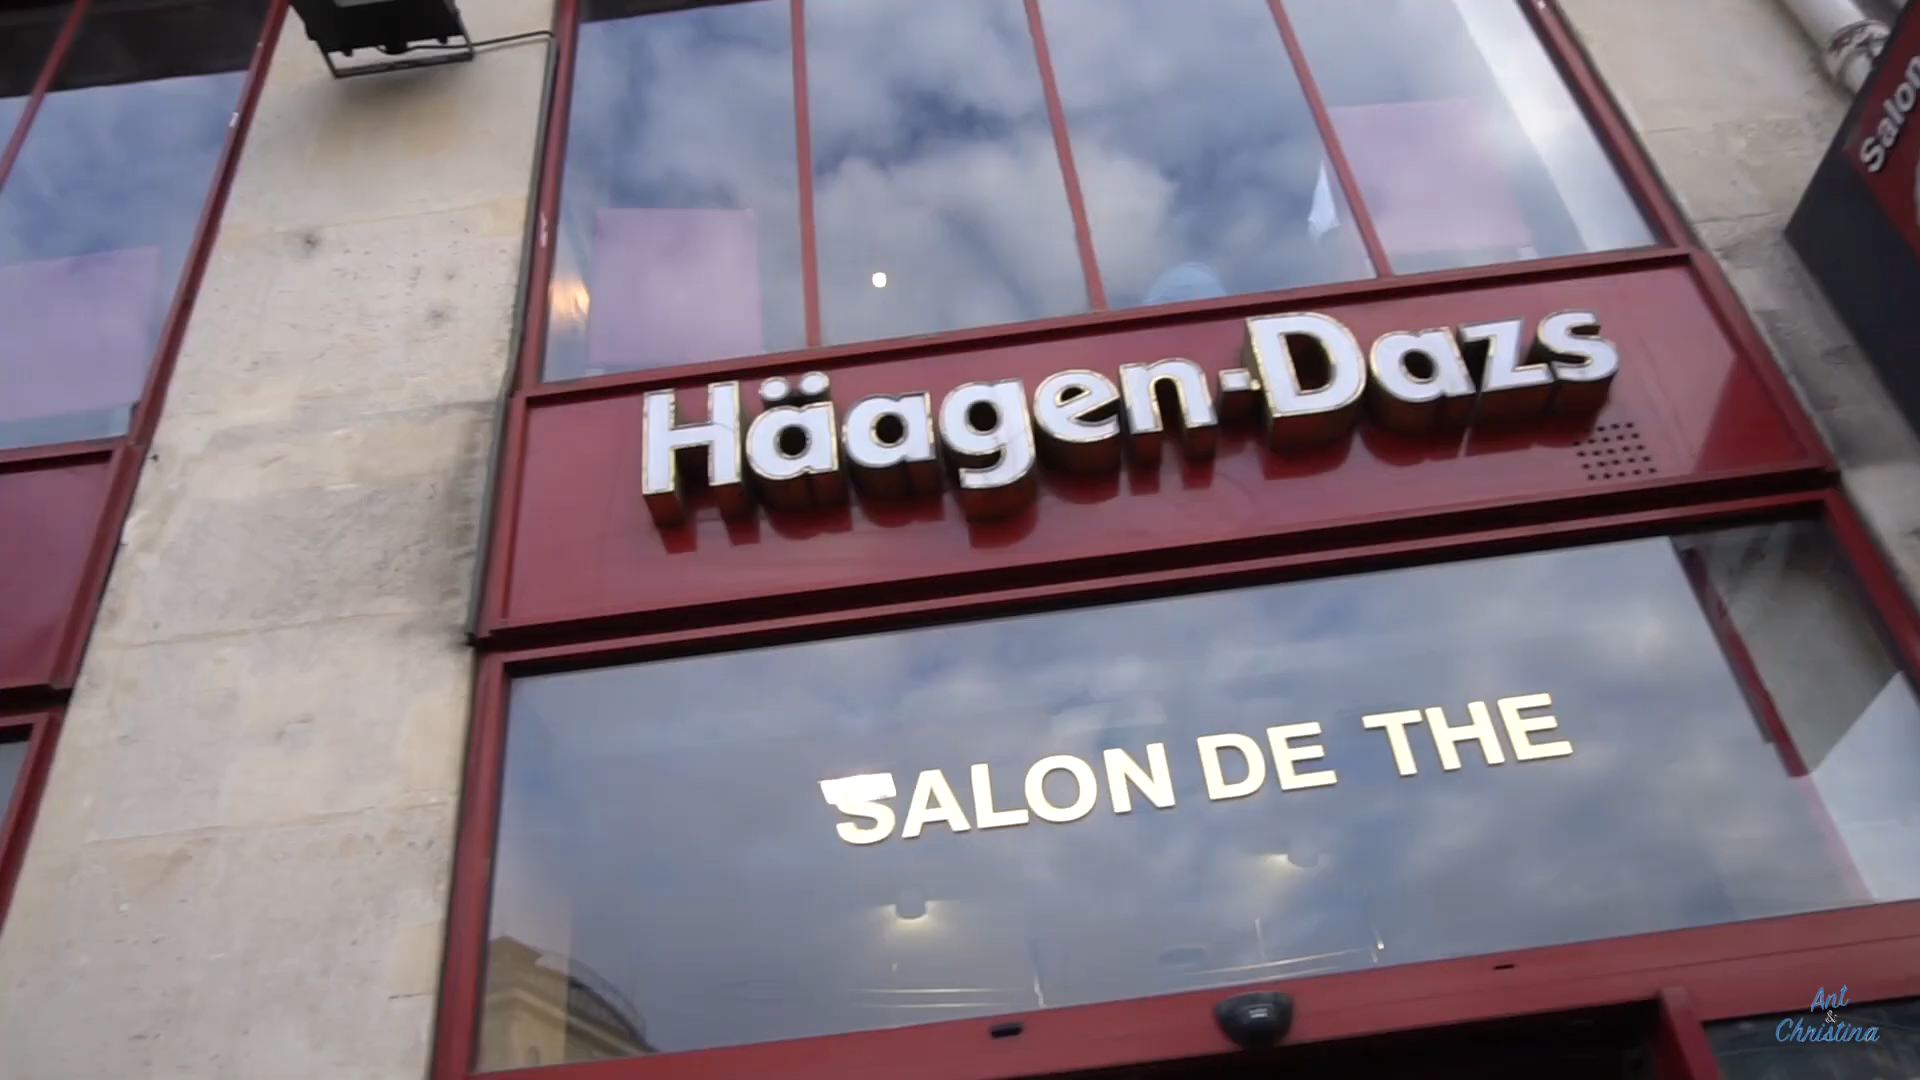 Salon
Häagen-Dazs
SALON DE THE
Ant
&
Christina